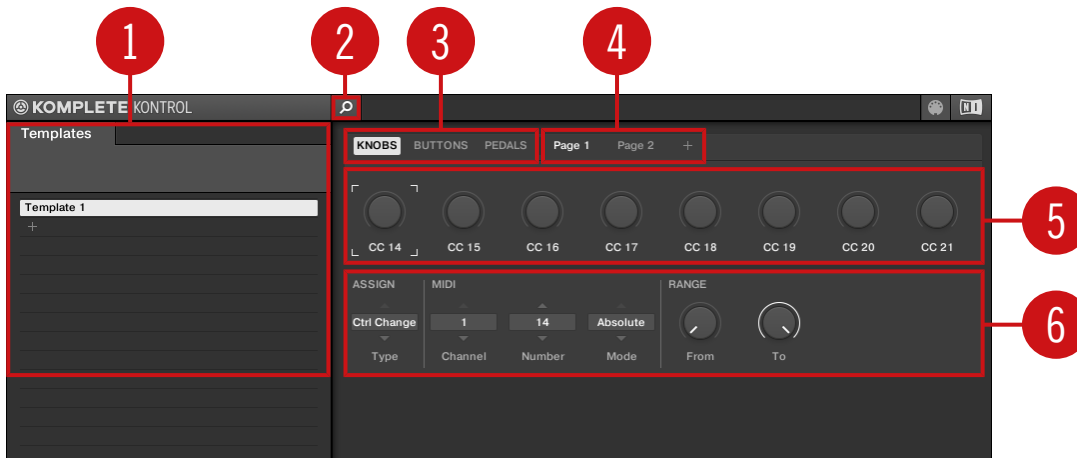 1 2 3 4
KOMPLETE KONTROL NI
Templates
KNOBS BUTTONS PEDALS Page 1 Page 2 +
Template 1
+
CC 14 CC 15 CC 16 CC 17 CC 18 CC 19 CC 20 CC 21
5
ASSIGN MIDI RANGE
Ctrl Change 1 14 Absolute
Type Channel Number Mode From To
6